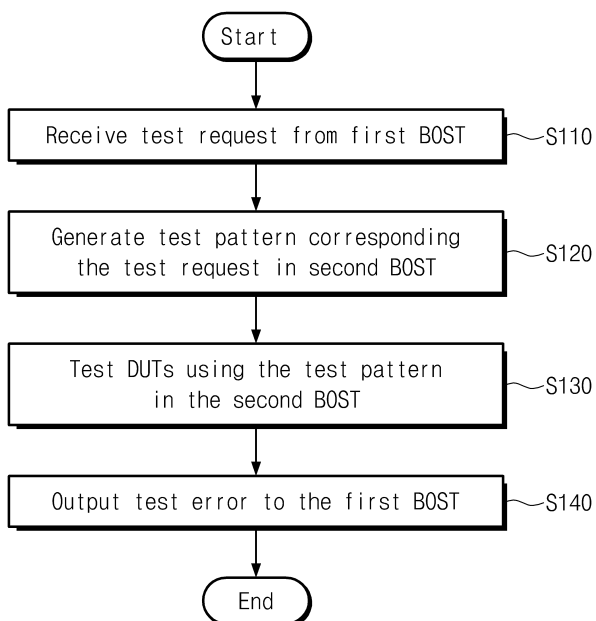 Start
Receive test request from first BOST
S110
Generate test pattern corresponding
the test request in second BOST
S120
Test DUTs using the test pattern
in the second BOST
S130
Output test error to the first BOST
S140
End